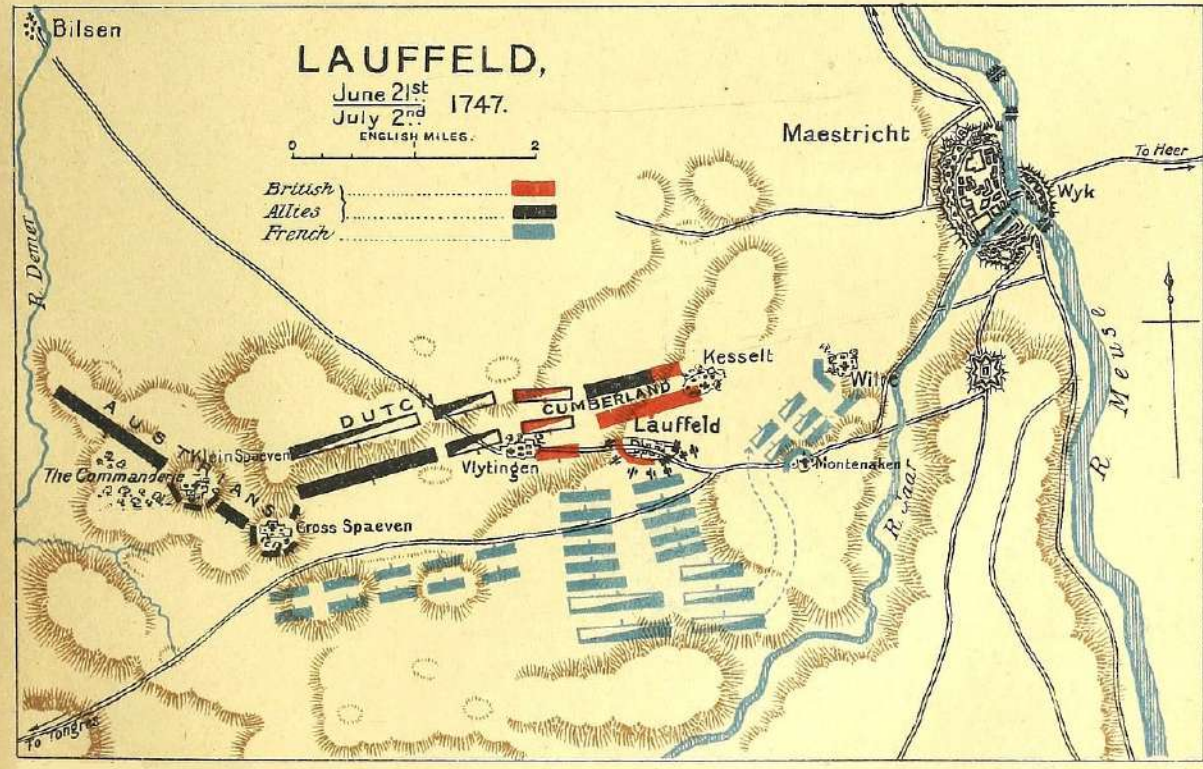 Bilsen
LAUFFELD,
June 21st
July 2nd 1747.
ENGLISH MILES.
0 1 2
British
Allies
French
Maestricht
To Heer
Wyk
R. Demer
R. Meuse
Kesselt
Wilre
DUTCH
CUMBERLAND
AUSTRIANS
Lauffeld
Klein Spaeven
The Commanderie
Vlytingen
Montenaken
Gross Spaeven
R. Jaar
To Tongres